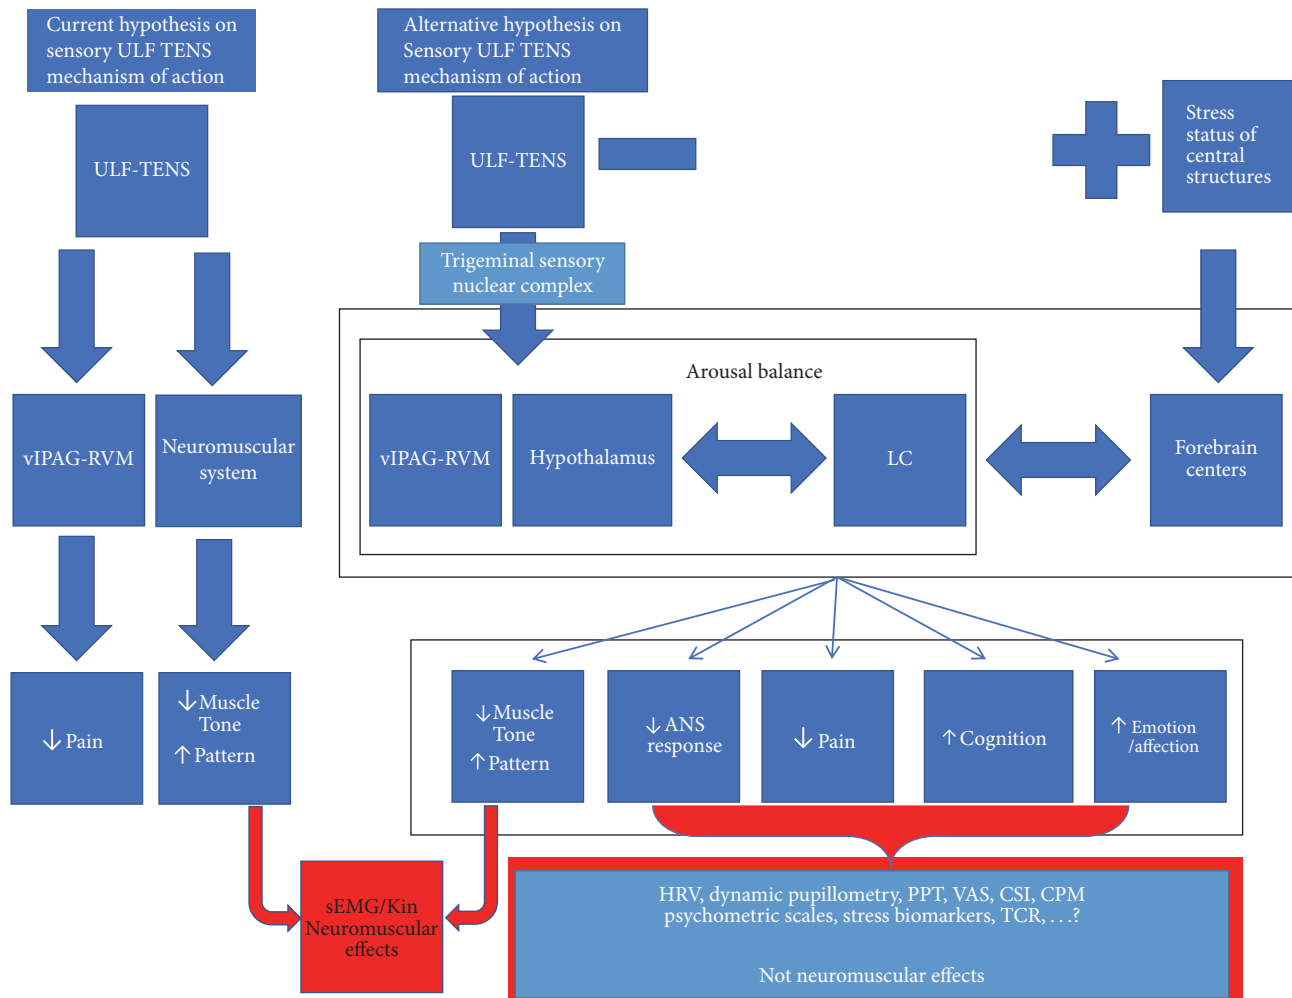 Current hypothesis on
sensory ULF TENS
mechanism of action
Alternative hypothesis on
Sensory ULF TENS
mechanism of action
Stress
status of
central
structures
ULF-TENS
ULF-TENS
Trigeminal sensory
nuclear complex
Arousal balance
vIPAG-RVM
Neuromuscular
system
vIPAG-RVM
Hypothalamus
LC
Forebrain
centers
↓ Pain
↓ Muscle
Tone
↑ Pattern
↓ Muscle
Tone
↑ Pattern
↓ ANS
response
↓ Pain
↑ Cognition
↑ Emotion
/affection
sEMG/Kin
Neuromuscular
effects
HRV, dynamic pupillometry, PPT, VAS, CSI, CPM
psychometric scales, stress biomarkers, TCR, . . .?
Not neuromuscular effects